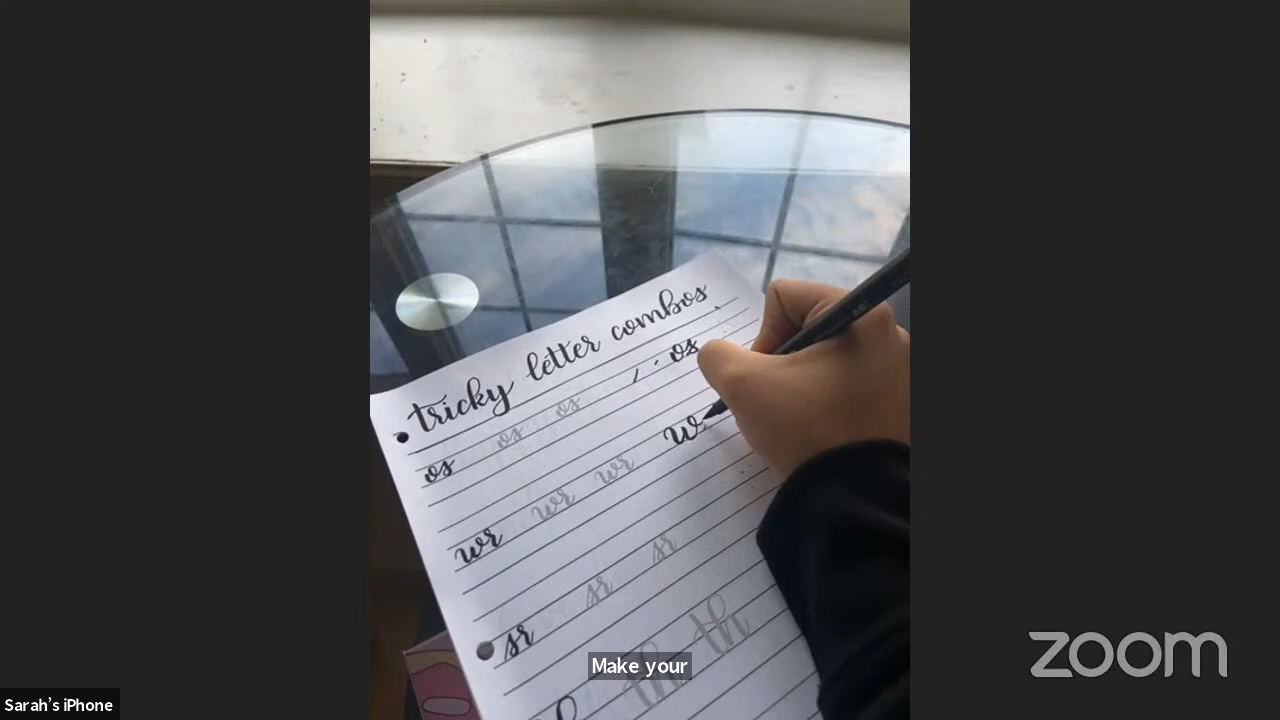 tricky letter combos
os os os os
wr wr wr w
sr sr sr
th th
Make your
zoom
Sarah's iPhone